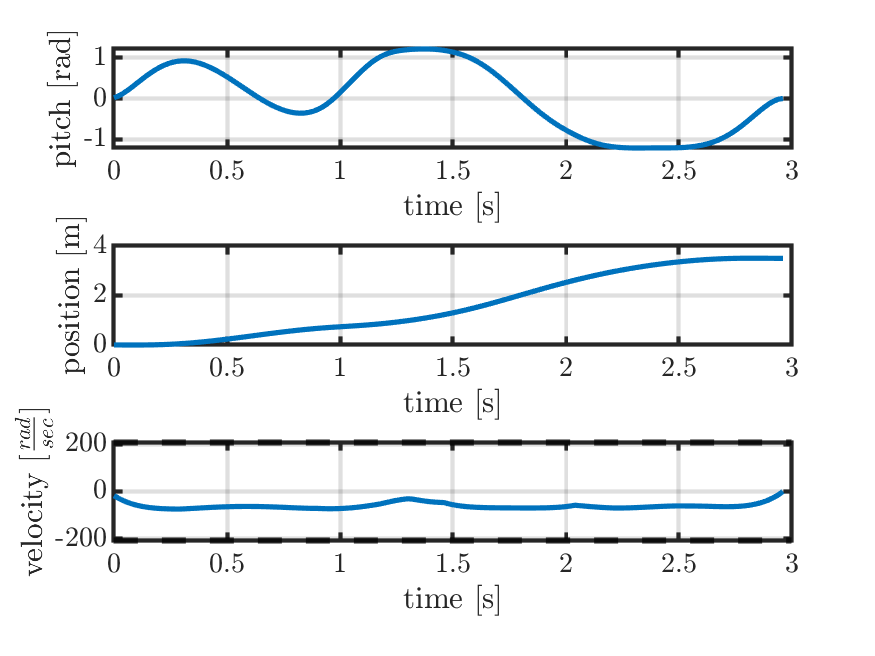 pitch [rad]
1
0
-1
0 0.5 1 1.5 2 2.5 3
time [s]
position [m]
4
2
0
0 0.5 1 1.5 2 2.5 3
time [s]
velocity [rad/sec]
200
0
-200
0 0.5 1 1.5 2 2.5 3
time [s]